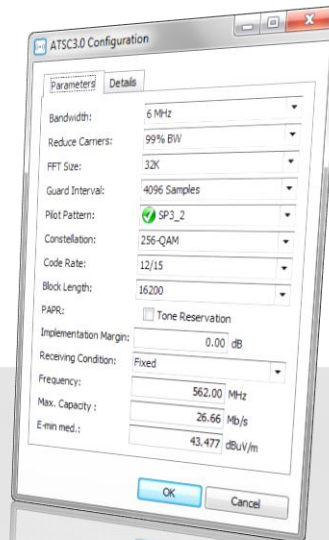 ATSC3.0 Configuration
Parameters Details
Bandwidth: 6 MHz
Reduce Carriers: 99% BW
FFT Size: 32K
Guard Interval: 4096 Samples
Pilot Pattern: SP3_2
Constellation: 256-QAM
Code Rate: 12/15
Block Length: 16200
PAPR: Tone Reservation
Implementation Margin: 0.00 dB
Receiving Condition: Fixed
Frequency: 562.00 MHz
Max. Capacity : 26.66 Mb/s
E-min med.: 43.477 dBuV/m
OK Cancel